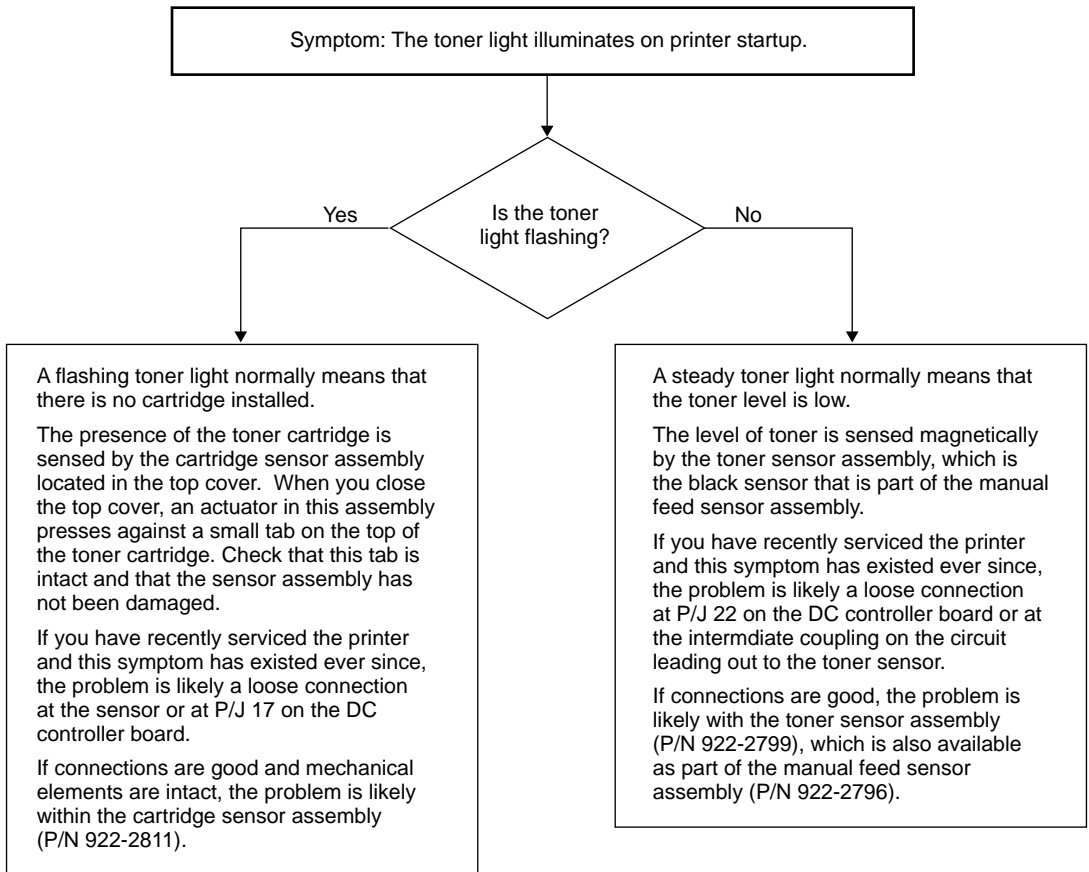 Symptom: The toner light illuminates on printer startup.
Is the toner
light flashing?
Yes
No
A flashing toner light normally means that
there is no cartridge installed.
The presence of the toner cartridge is
sensed by the cartridge sensor assembly
located in the top cover.  When you close
the top cover, an actuator in this assembly
presses against a small tab on the top of
the toner cartridge. Check that this tab is
intact and that the sensor assembly has
not been damaged.
If you have recently serviced the printer
and this symptom has existed ever since,
the problem is likely a loose connection
at the sensor or at P/J 17 on the DC
controller board.
If connections are good and mechanical
elements are intact, the problem is likely
within the cartridge sensor assembly
(P/N 922-2811).
A steady toner light normally means that
the toner level is low.
The level of toner is sensed magnetically
by the toner sensor assembly, which is
the black sensor that is part of the manual
feed sensor assembly.
If you have recently serviced the printer
and this symptom has existed ever since,
the problem is likely a loose connection
at P/J 22 on the DC controller board or at
the intermdiate coupling on the circuit
leading out to the toner sensor.
If connections are good, the problem is
likely with the toner sensor assembly
(P/N 922-2799), which is also available
as part of the manual feed sensor
assembly (P/N 922-2796).